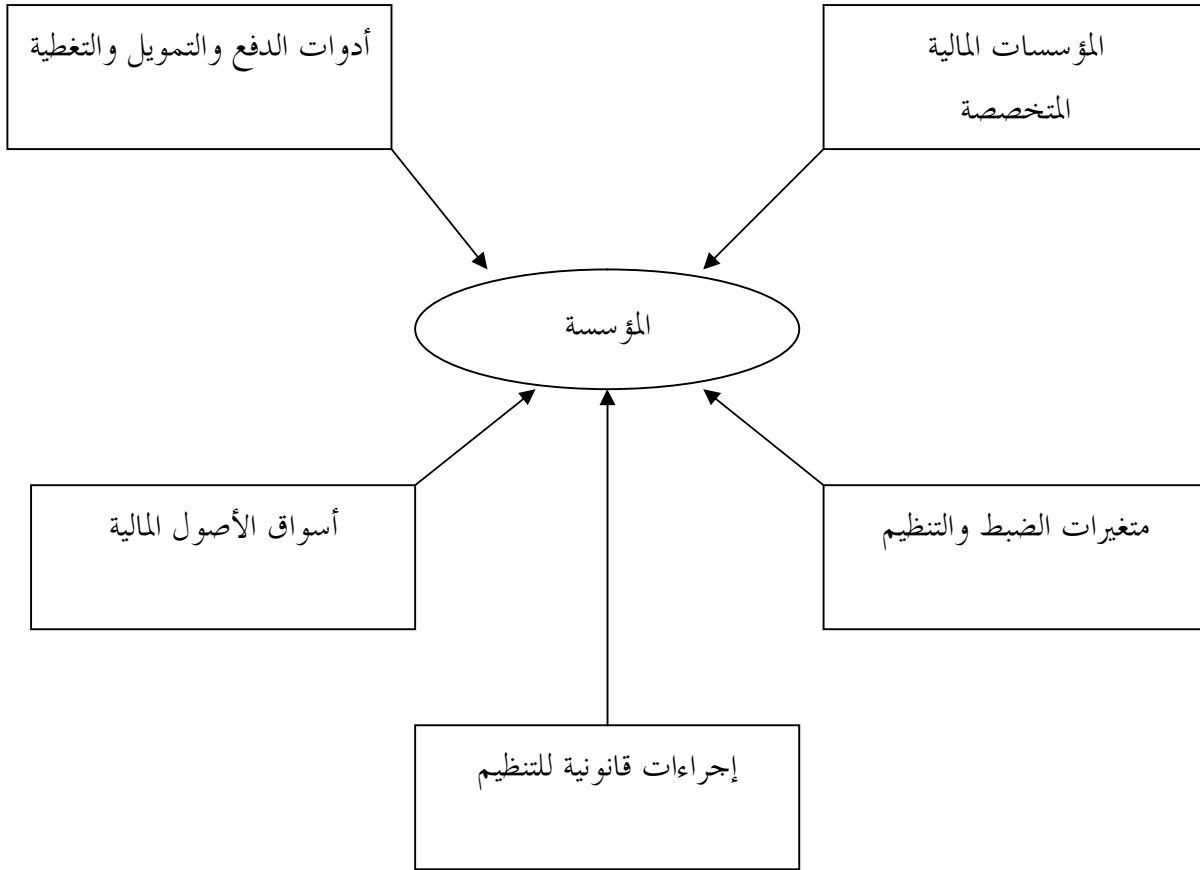 المؤسسات المالية
المتخصصة
أدوات الدفع والتمويل والتغطية
المؤسسة
متغيرات الضبط والتنظيم
أسواق الأصول المالية
إجراءات قانونية للتنظيم